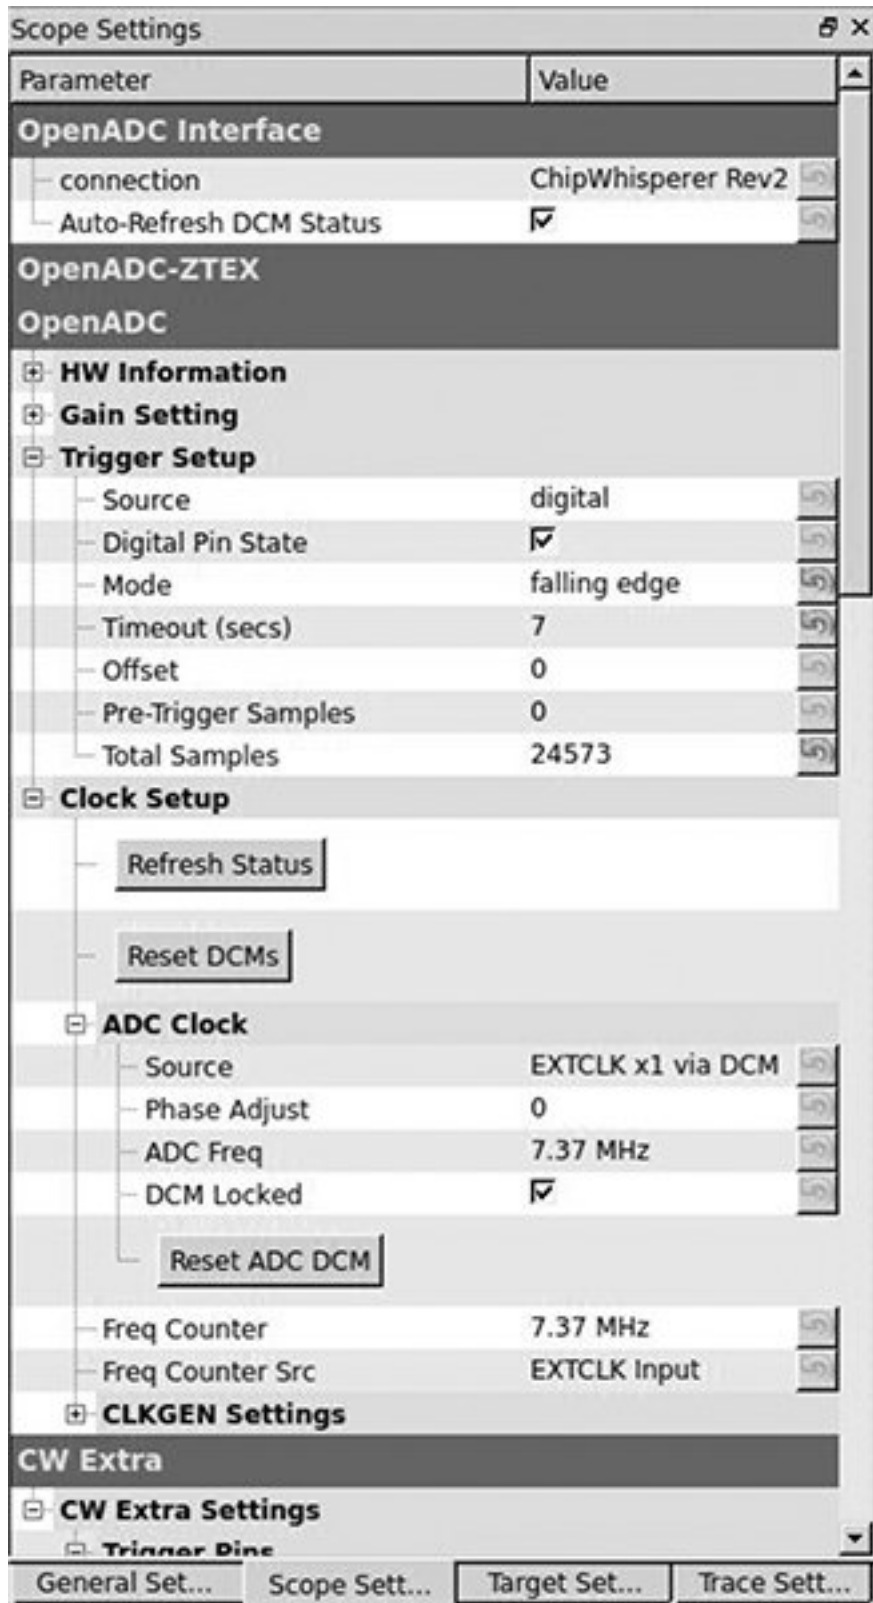 Scope Settings
Parameter Value
OpenADC Interface
connection ChipWhisperer Rev2
Auto-Refresh DCM Status
OpenADC-ZTEX
OpenADC
HW Information
Gain Setting
Trigger Setup
Source digital
Digital Pin State
Mode falling edge
Timeout (secs) 7
Offset 0
Pre-Trigger Samples 0
Total Samples 24573
Clock Setup
Refresh Status
Reset DCMs
ADC Clock
Source EXTCLK x1 via DCM
Phase Adjust 0
ADC Freq 7.37 MHz
DCM Locked
Reset ADC DCM
Freq Counter 7.37 MHz
Freq Counter Src EXTCLK Input
CLKGEN Settings
CW Extra
CW Extra Settings
Trigger Pins
General Set... Scope Sett... Target Set... Trace Sett...